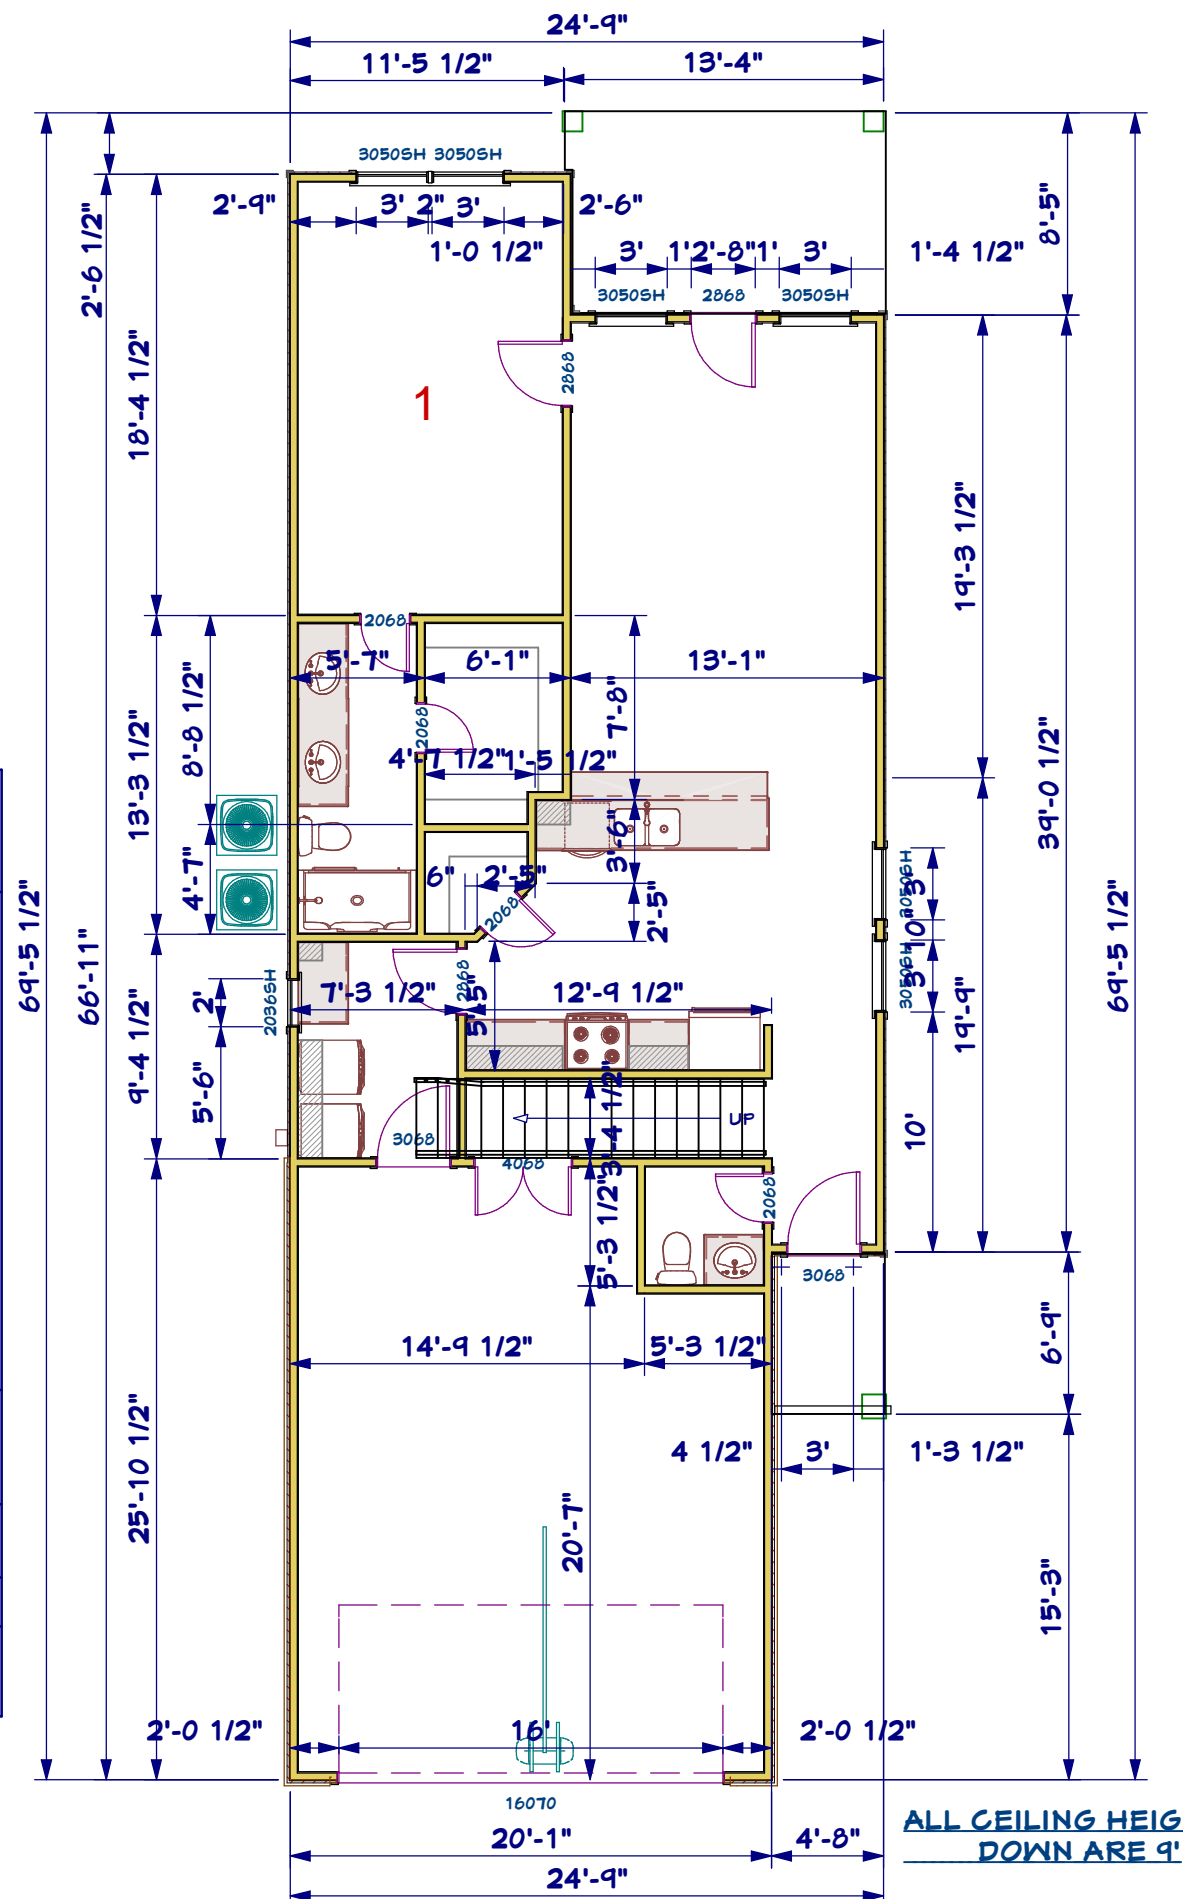 24'-9"
11'-5 1/2" 13'-4"
3050SH 3050SH
2'-9" 3' 2" 3' 2'-6"
1'-0 1/2" 3' 1' 2'-8" 1' 3' 1'-4 1/2"
3050SH 2868 3050SH
8'-5"
2'-6 1/2"
18'-4 1/2"
2868
1
19'-3 1/2"
2068
5'-7" 6'-1" 13'-1"
7'-8"
8'-8 1/2"
13'-3 1/2"
2068
4'-7 1/2" 1'-5 1/2"
39'-0 1/2"
3'-6"
4'-7"
6" 2'-5"
2068
2'-5"
3'
3050SH
10"
3'
3050SH
69'-5 1/2"
66'-11"
69'-5 1/2"
2036SH
2'
7'-3 1/2" 2868 5'-5" 12'-9 1/2"
19'-9"
9'-4 1/2"
5'-6"
3'-4 1/2"
UP
10'
3068
4068
2068
5'-3 1/2"
3068
14'-9 1/2" 5'-3 1/2"
6'-9"
25'-10 1/2"
4 1/2" 3' 1'-3 1/2"
20'-7"
15'-3"
2'-0 1/2" 16' 2'-0 1/2"
16070
20'-1" 4'-8"
24'-9"
ALL CEILING HEIG
DOWN ARE 9'